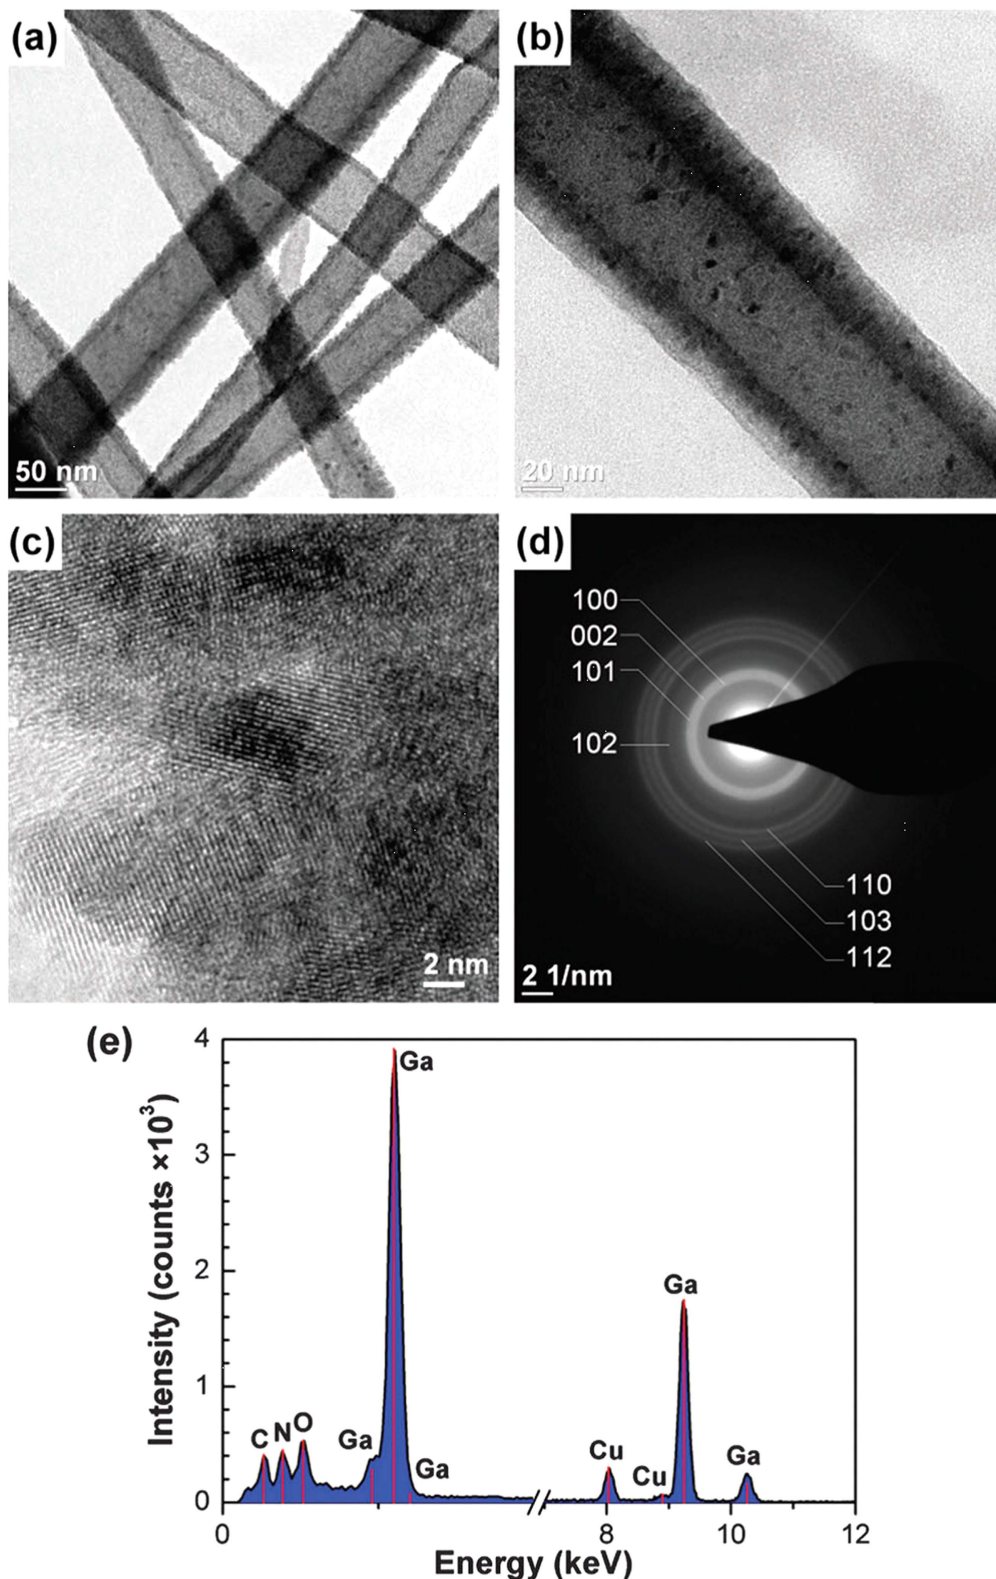 (a)
50 nm
(b)
20 nm
(c)
2 nm
(d)
100
002
101
102
110
103
112
2 1/nm
(e)
Intensity (counts ×10³)
4
3
2
1
0
C
N
O
Ga
Ga
Ga
Cu
Cu
Ga
Ga
0
8
10
12
Energy (keV)